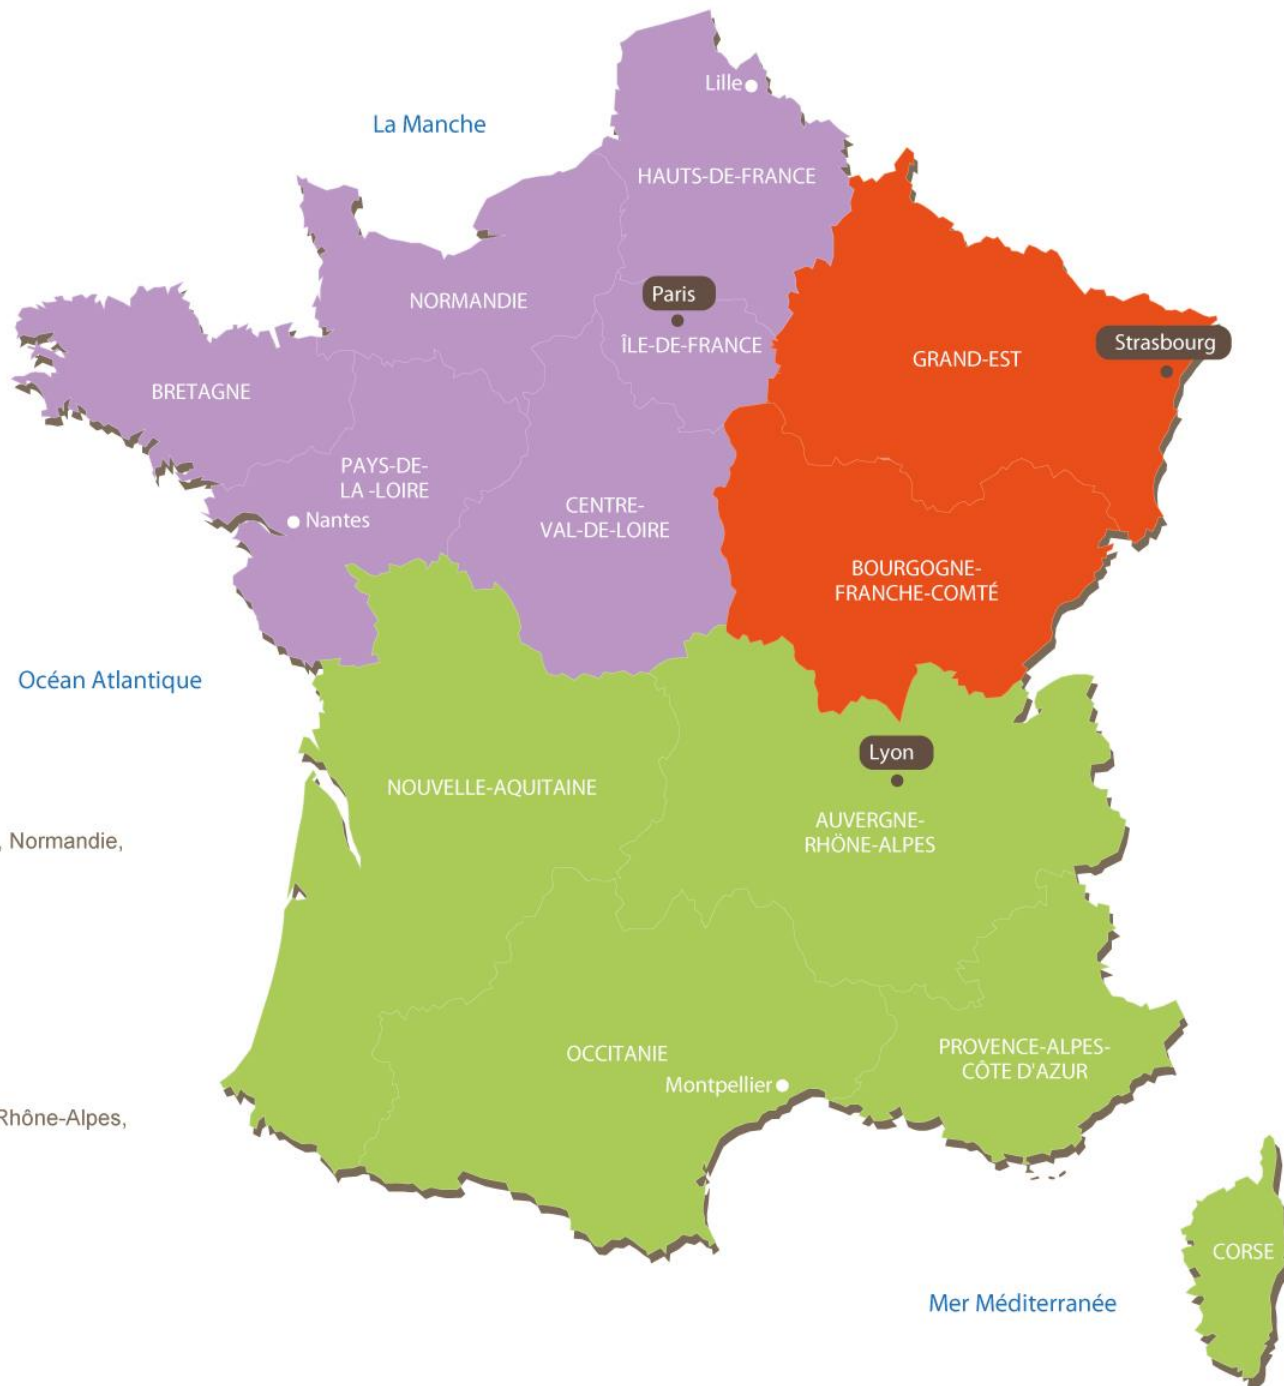 Lille
La Manche
HAUTS-DE-FRANCE
Paris
NORMANDIE
ÎLE-DE-FRANCE
Strasbourg
GRAND-EST
BRETAGNE
PAYS-DE-
LA -LOIRE
Nantes
CENTRE-
VAL-DE-LOIRE
BOURGOGNE-
FRANCHE-COMTÉ
Océan Atlantique
Lyon
NOUVELLE-AQUITAINE
AUVERGNE-
RHÖNE-ALPES
, Normandie,
OCCITANIE
PROVENCE-ALPES-
CÔTE D'AZUR
Montpellier
Rhône-Alpes,
CORSE
Mer Méditerranée